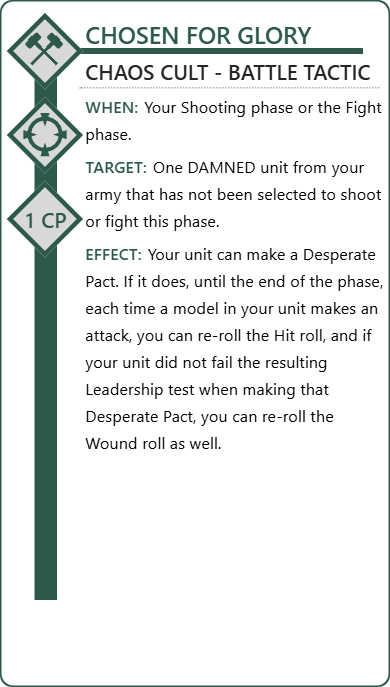 CHOSEN FOR GLORY
CHAOS CULT - BATTLE TACTIC
WHEN: Your Shooting phase or the Fight
phase.
TARGET: One DAMNED unit from your
army that has not been selected to shoot
or fight this phase.
1 CP
EFFECT: Your unit can make a Desperate
Pact. If it does, until the end of the phase,
each time a model in your unit makes an
attack, you can re-roll the Hit roll, and if
your unit did not fail the resulting
Leadership test when making that
Desperate Pact, you can re-roll the
Wound roll as well.